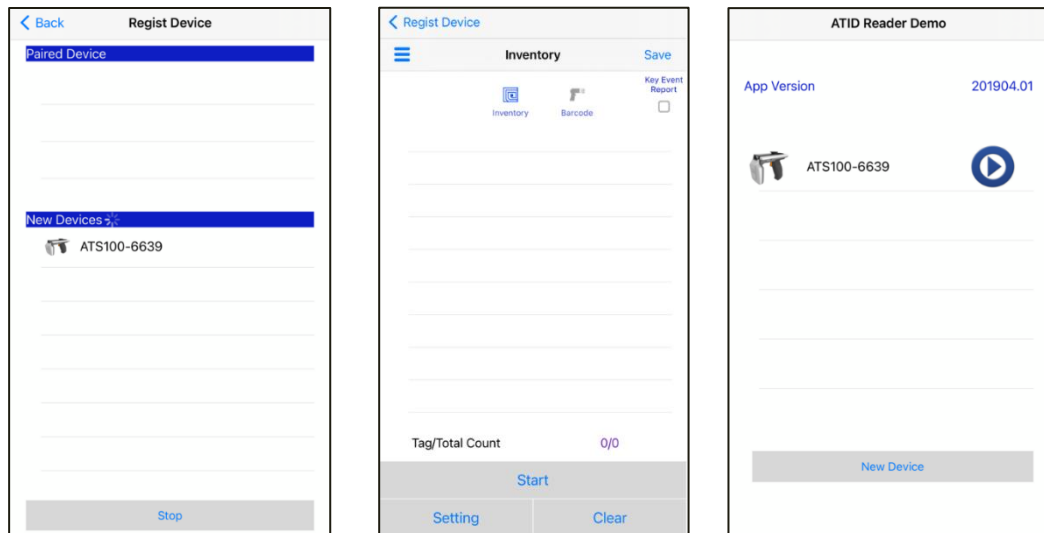 Back
Regist Device
Paired Device
New Devices
ATS100-6639
Stop
Regist Device
Inventory
Save
Key Event
Report
Inventory
Barcode
Tag/Total Count
0/0
Start
Setting
Clear
ATID Reader Demo
App Version
201904.01
ATS100-6639
New Device